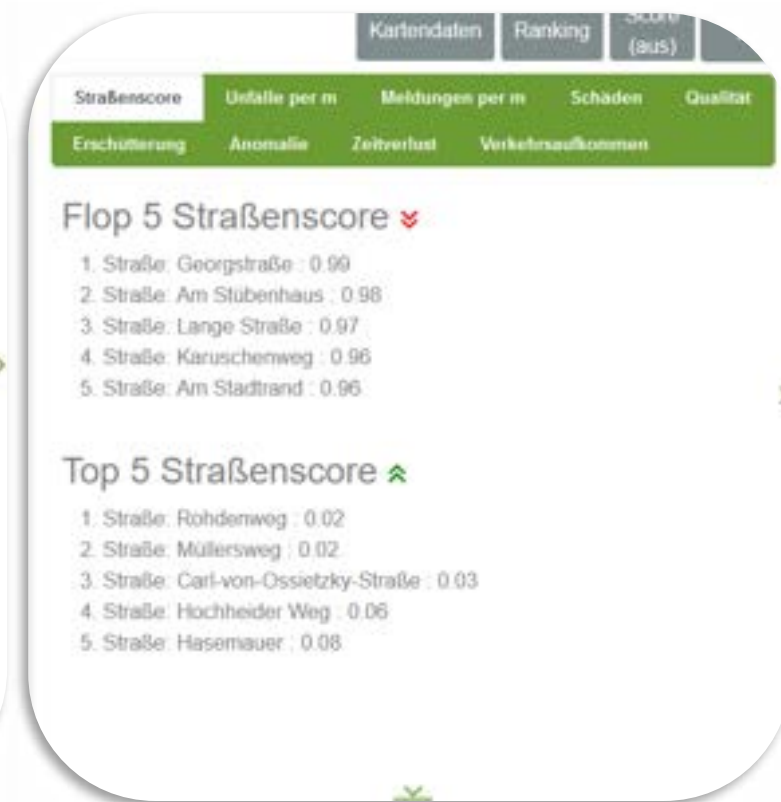 Kartendaten Ranking Score
(aus)
Straßenscore Unfälle per m Meldungen per m Schäden Qualität
Erschütterung Anomalie Zeitverlust Verkehrsaufkommen
Flop 5 Straßenscore
1. Straße: Georgstraße : 0.99
2. Straße: Am Stübenhaus : 0.98
3. Straße: Lange Straße : 0.97
4. Straße: Karuschenweg : 0.96
5. Straße: Am Stadtrand : 0.96
Top 5 Straßenscore
1. Straße: Rohdenweg : 0.02
2. Straße: Müllersweg : 0.02
3. Straße: Carl-von-Ossietzky-Straße : 0.03
4. Straße: Hochheider Weg : 0.06
5. Straße: Hasemauer : 0.08